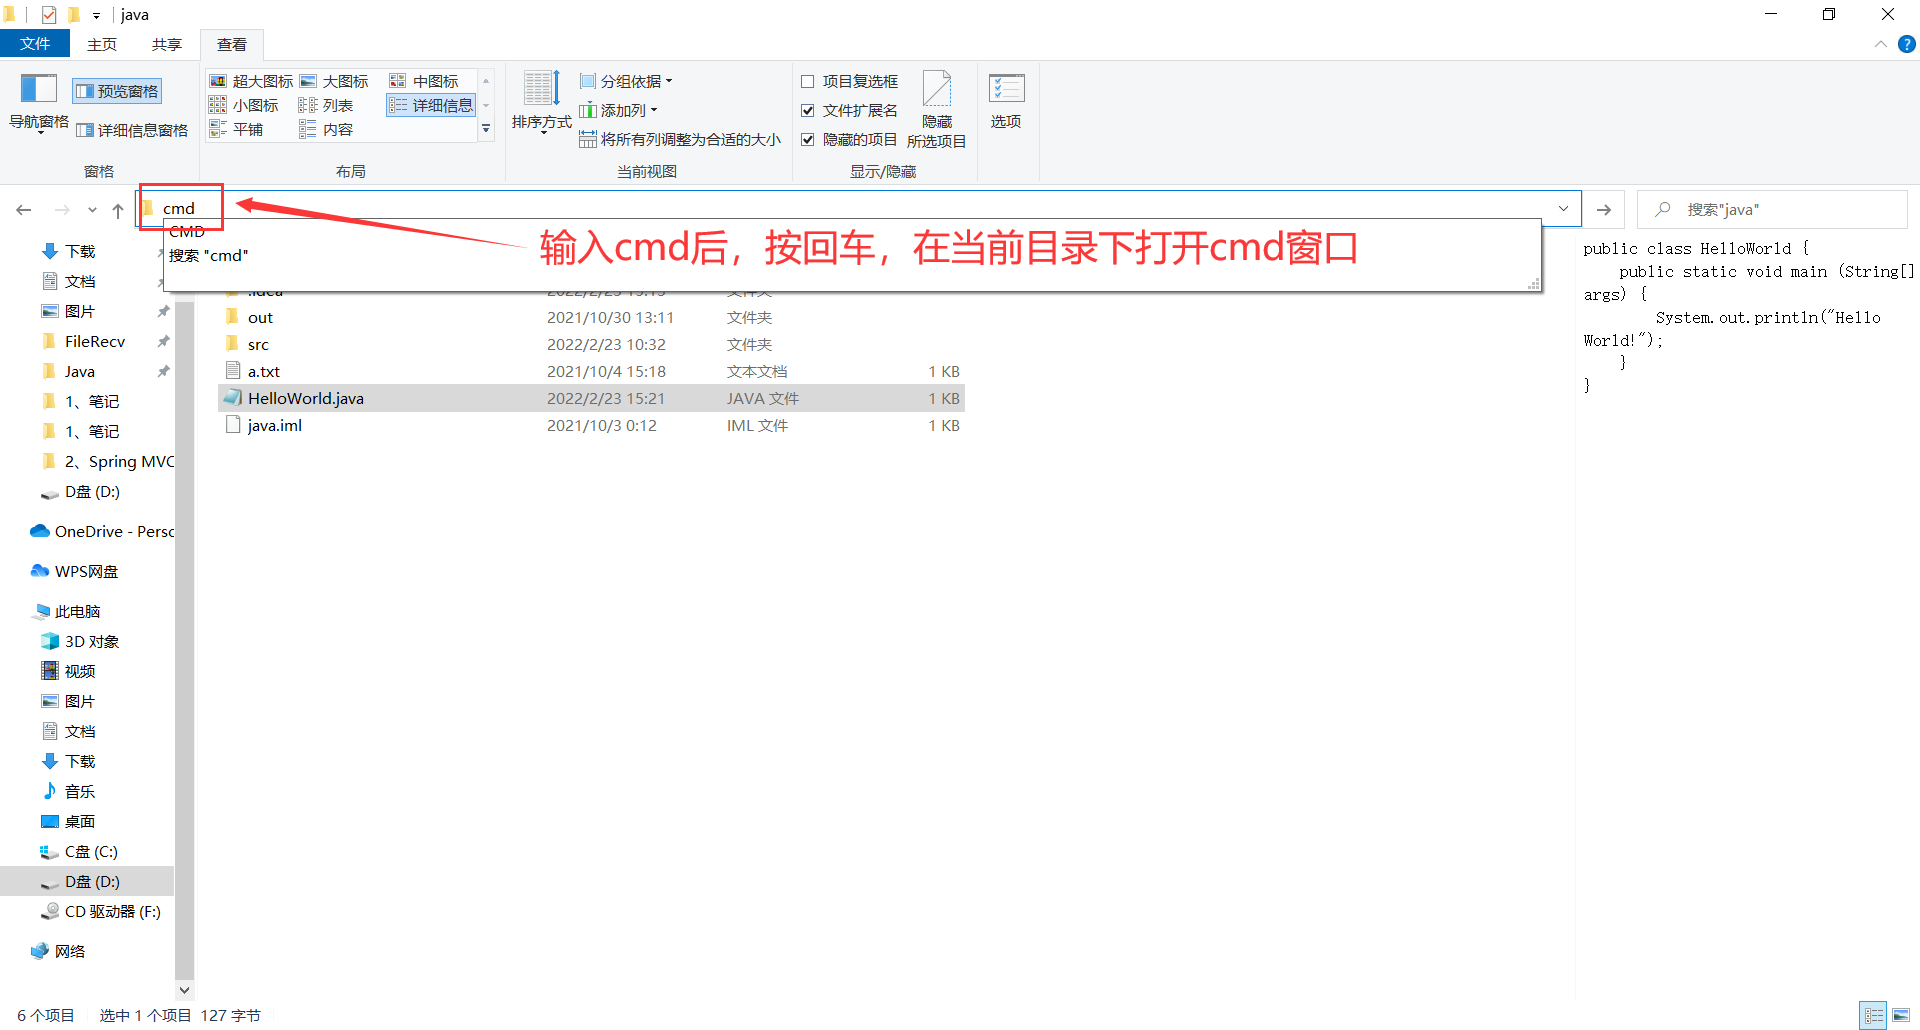 java
文件 主页 共享 查看
导航窗格
预览窗格
详细信息窗格
窗格
超大图标 大图标 中图标
小图标 列表 详细信息
平铺 内容
布局
排序方式
分组依据
添加列
将所有列调整为合适的大小
当前视图
项目复选框
文件扩展名
隐藏的项目
隐藏
所选项目
显示/隐藏
选项
cmd
搜索"java"
CMD
搜索 "cmd"
输入cmd后，按回车，在当前目录下打开cmd窗口
下载
文档
图片
FileRecv
Java
1、笔记
1、笔记
2、Spring MVC
D盘 (D:)
OneDrive - Perso
WPS网盘
此电脑
3D 对象
视频
图片
文档
下载
音乐
桌面
C盘 (C:)
D盘 (D:)
CD 驱动器 (F:)
网络
.idea 2022/2/23 15:15 文件夹
out 2021/10/30 13:11 文件夹
src 2022/2/23 10:32 文件夹
a.txt 2021/10/4 15:18 文本文档 1 KB
HelloWorld.java 2022/2/23 15:21 JAVA 文件 1 KB
java.iml 2021/10/3 0:12 IML 文件 1 KB
public class HelloWorld {
public static void main (String[]
args) {
System.out.println("Hello
World!");
}
}
6 个项目 选中 1 个项目 127 字节